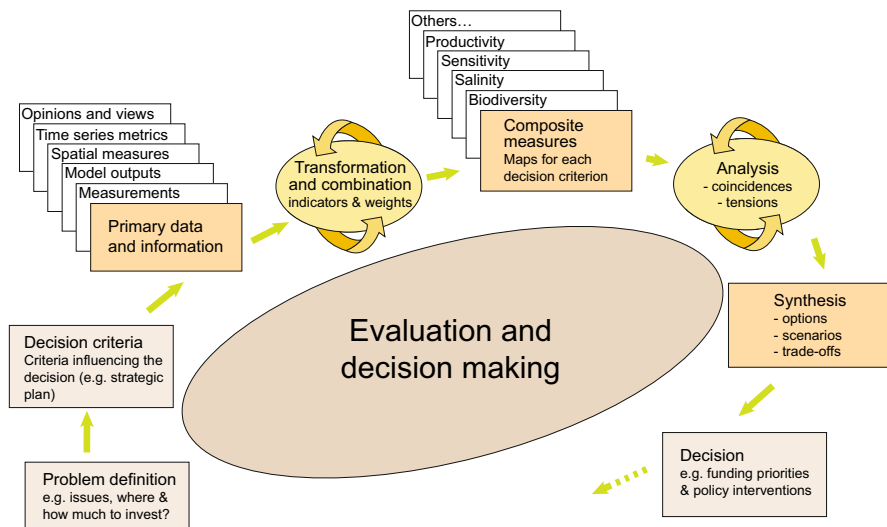 Others…
Productivity
Sensitivity
Salinity
Biodiversity
Composite
measures
Maps for each
decision criterion
Opinions and views
Time series metrics
Spatial measures
Model outputs
Measurements
Primary data
and information
Transformation
and combination
indicators & weights
Analysis
- coincidences
- tensions
Synthesis
- options
- scenarios
- trade-offs
Evaluation and
decision making
Decision criteria
Criteria influencing the
decision (e.g. strategic
plan)
Problem definition
e.g. issues, where &
how much to invest?
Decision
e.g. funding priorities
& policy interventions